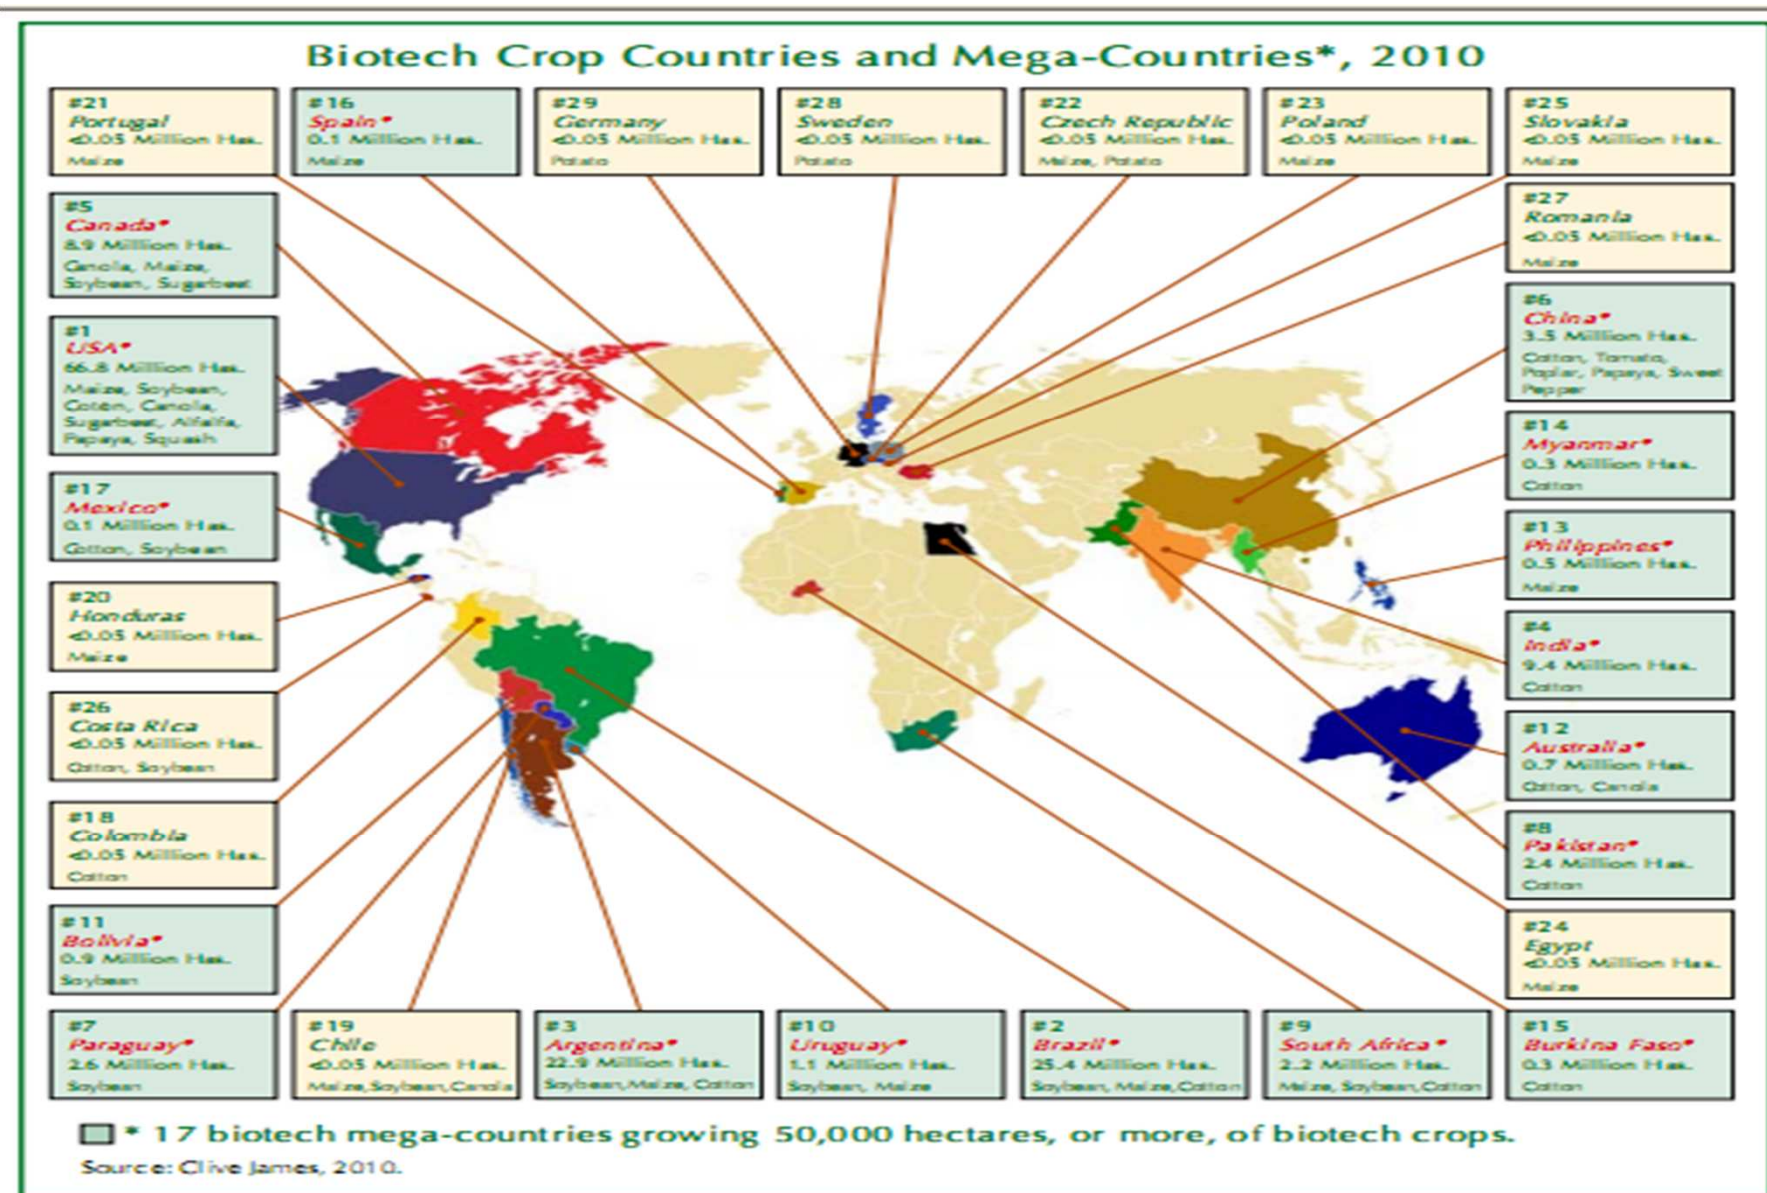 Biotech Crop Countries and Mega-Countries*, 2010
#21
Portugal
<0.05 Million Has.
Maize
#16
Spain*
0.1 Million Has.
Maize
#29
Germany
<0.05 Million Has.
Potato
#28
Sweden
<0.05 Million Has.
Potato
#22
Czech Republic
<0.05 Million Has.
Maize, Potato
#23
Poland
<0.05 Million Has.
Maize
#25
Slovakia
<0.05 Million Has.
Maize
#5
Canada*
8.9 Million Has.
Canola, Maize,
Soybean, Sugarbeet
#1
USA*
66.8 Million Has.
Maize, Soybean,
Coton, Canola,
Sugarbeet, Alfalfa,
Papaya, Squash
#17
Mexico*
0.1 Million Has.
Cotton, Soybean
#20
Honduras
<0.05 Million Has.
Maize
#26
Costa Rica
<0.05 Million Has.
Cotton, Soybean
#18
Colombia
<0.05 Million Has.
Cotton
#11
Bolivia*
0.9 Million Has.
Soybean
#27
Romania
<0.05 Million Has.
Maize
#6
China*
3.5 Million Has.
Cotton, Tomato,
Poplar, Papaya, Sweet
Pepper
#14
Myanmar*
0.3 Million Has.
Cotton
#13
Philippines*
0.5 Million Has.
Maize
#4
India*
9.4 Million Has.
Cotton
#12
Australia*
0.7 Million Has.
Cotton, Canola
#8
Pakistan*
2.4 Million Has.
Cotton
#24
Egypt
<0.05 Million Has.
Maize
#7
Paraguay*
2.6 Million Has.
Soybean
#19
Chile
<0.05 Million Has.
Maize,Soybean,Canola
#3
Argentina*
22.9 Million Has.
Soybean,Maize, Cotton
#10
Uruguay*
1.1 Million Has.
Soybean, Maize
#2
Brazil*
25.4 Million Has.
Soybean, Maize,Cotton
#9
South Africa*
2.2 Million Has.
Maize, Soybean,Cotton
#15
Burkina Faso*
0.3 Million Has.
Cotton
* 17 biotech mega-countries growing 50,000 hectares, or more, of biotech crops.
Source: Clive James, 2010.